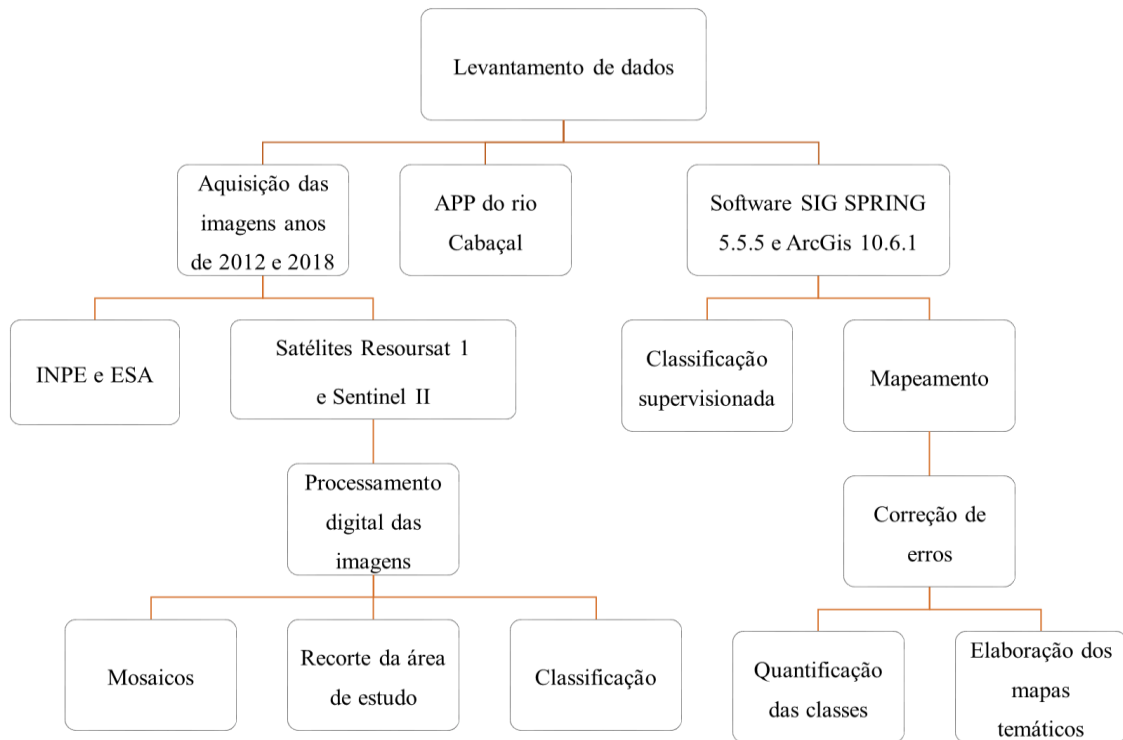 Levantamento de dados
Aquisição das
imagens anos
de 2012 e 2018
APP do rio
Cabaçal
Software SIG SPRING
5.5.5 e ArcGis 10.6.1
INPE e ESA
Satélites Resoursat 1
e Sentinel II
Classificação
supervisionada
Mapeamento
Processamento
digital das
imagens
Correção de
erros
Mosaicos
Recorte da área
de estudo
Classificação
Quantificação
das classes
Elaboração dos
mapas
temáticos